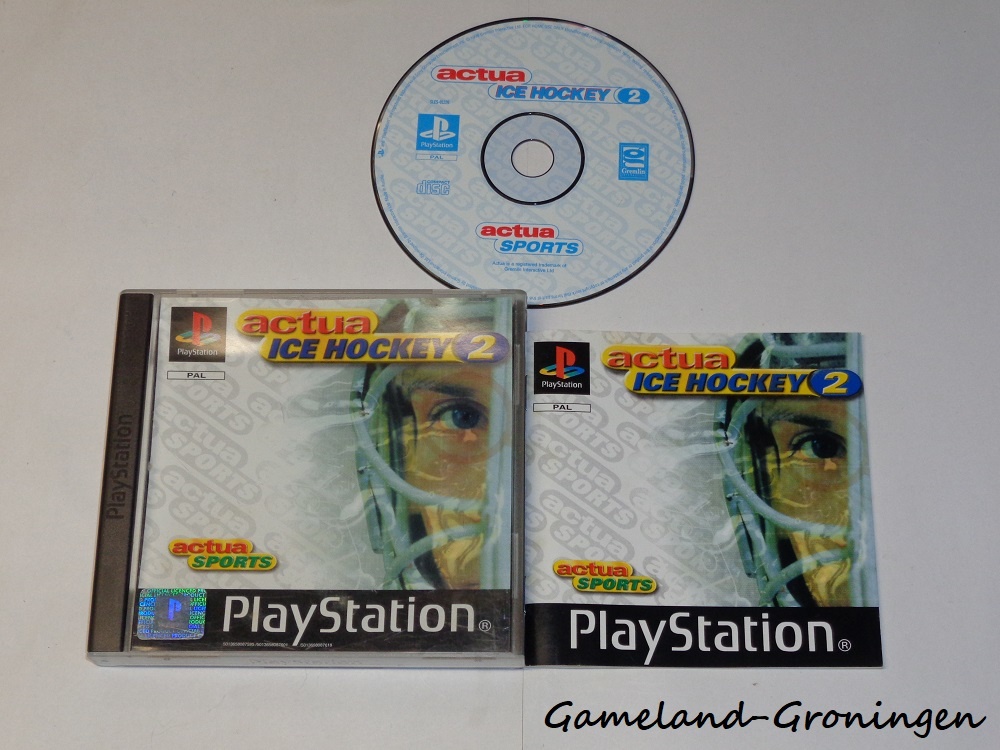 actua
ICE HOCKEY 2
PlayStation
PAL
Gremlin
actua
SPORTS
Actua is a registered trademark of
Gremlin Interactive Ltd
PlayStation
PlayStation
PAL
actua
ICE HOCKEY 2
actua
SPORTS
PlayStation®
PlayStation
PAL
actua
ICE HOCKEY 2
actua
SPORTS
PlayStation®
Gameland-Groningen